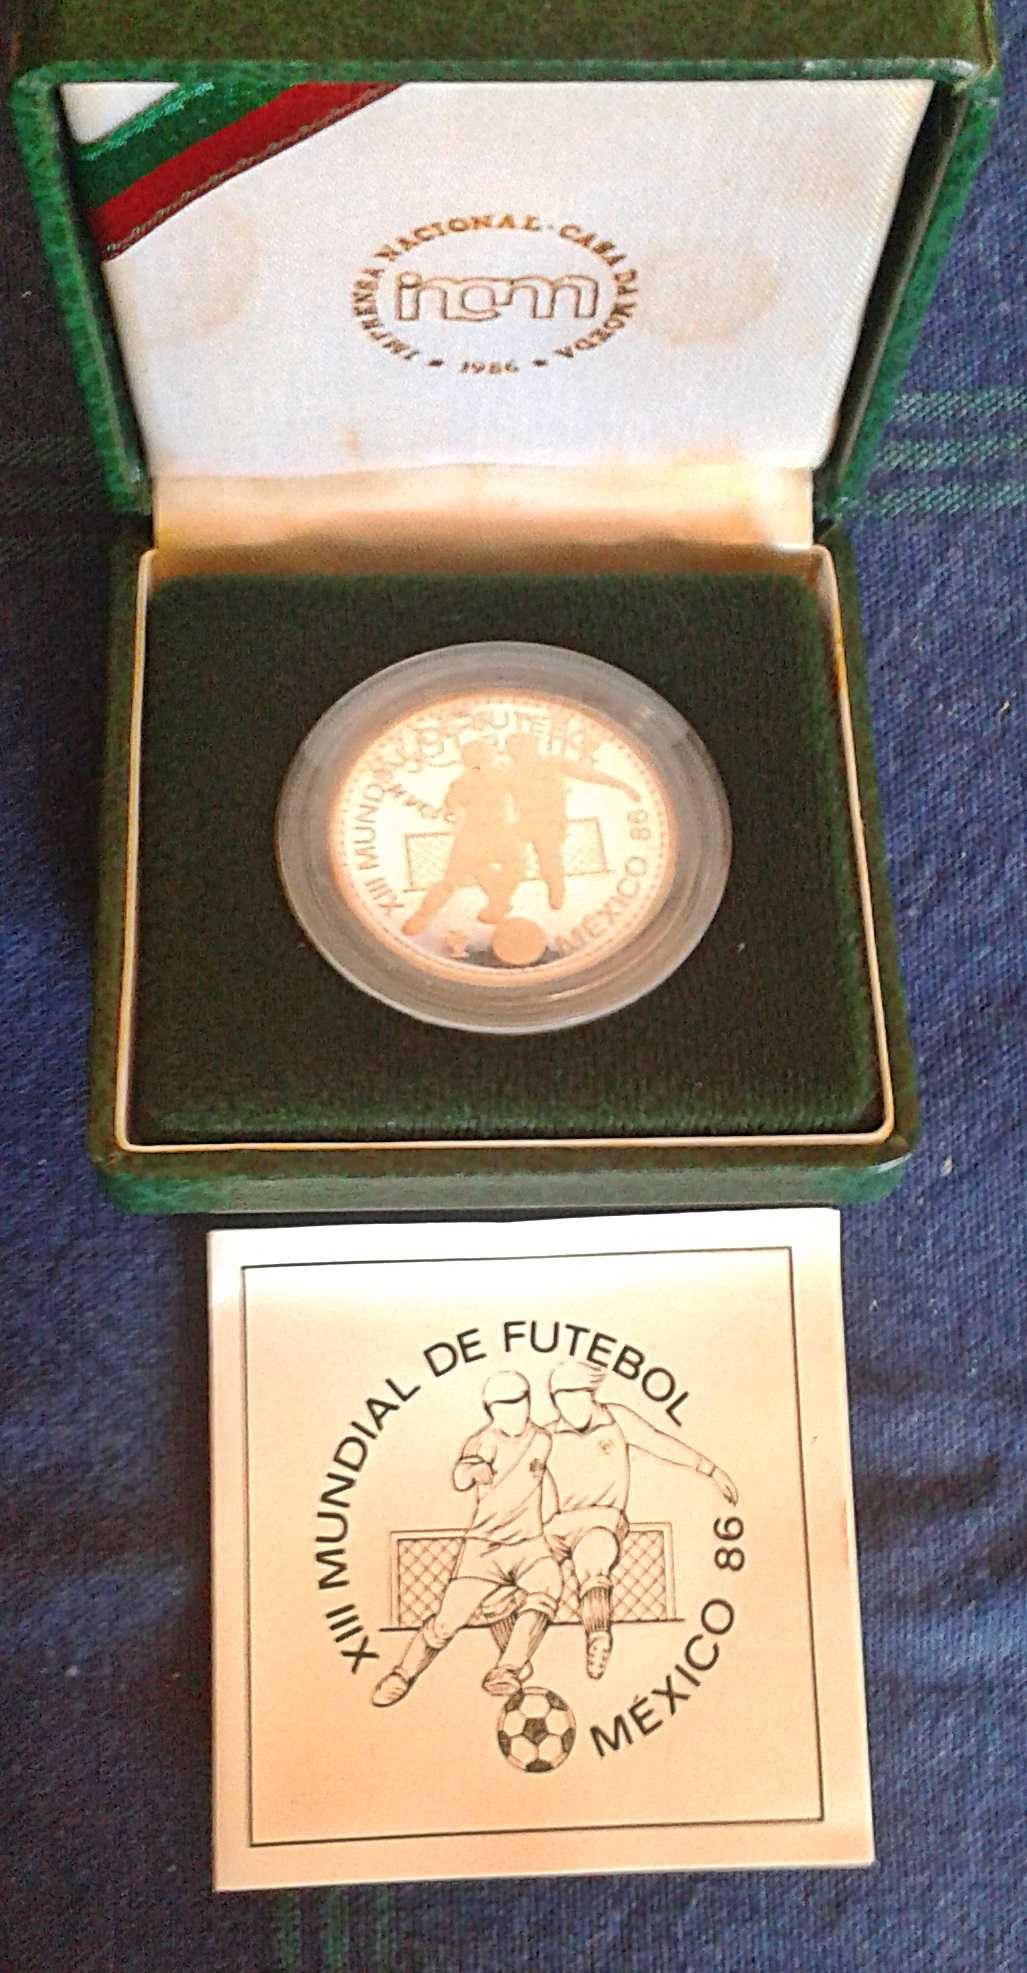 IMPRENSA NACIONAL · CASA DA MOEDA
incm
* 1986 *
XIII MUNDIAL DE FUTEBOL
MÉXICO 86
XIII MUNDIAL DE FUTEBOL
MÉXICO 86